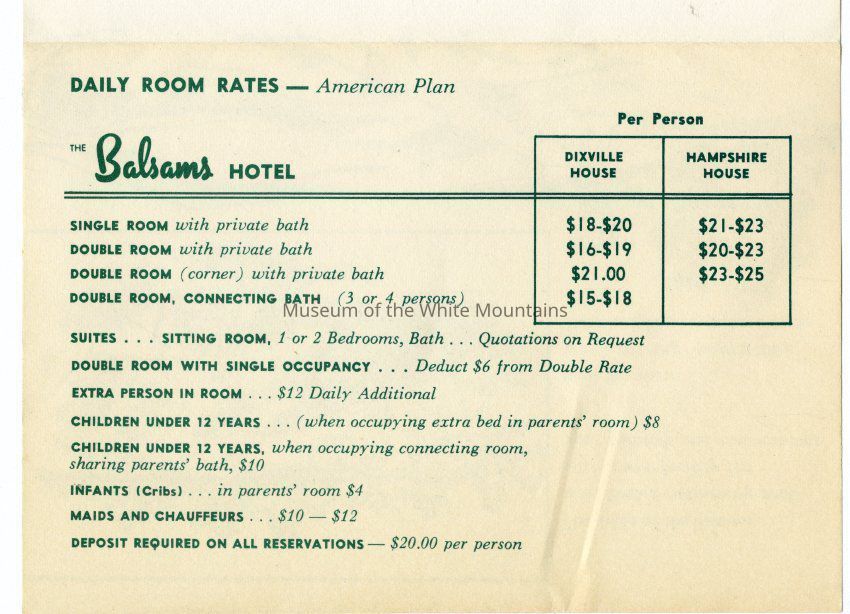 DAILY ROOM RATES — American Plan
Per Person
THE Balsams HOTEL
DIXVILLE HOUSE
HAMPSHIRE HOUSE
SINGLE ROOM with private bath $18-$20 $21-$23
DOUBLE ROOM with private bath $16-$19 $20-$23
DOUBLE ROOM (corner) with private bath $21.00 $23-$25
DOUBLE ROOM, CONNECTING BATH (3 or 4 persons) $15-$18
Museum of the White Mountains
SUITES . . . SITTING ROOM, 1 or 2 Bedrooms, Bath . . . Quotations on Request
DOUBLE ROOM WITH SINGLE OCCUPANCY . . . Deduct $6 from Double Rate
EXTRA PERSON IN ROOM . . . $12 Daily Additional
CHILDREN UNDER 12 YEARS . . . (when occupying extra bed in parents' room) $8
CHILDREN UNDER 12 YEARS, when occupying connecting room,
sharing parents' bath, $10
INFANTS (Cribs) . . . in parents' room $4
MAIDS AND CHAUFFEURS . . . $10 — $12
DEPOSIT REQUIRED ON ALL RESERVATIONS — $20.00 per person